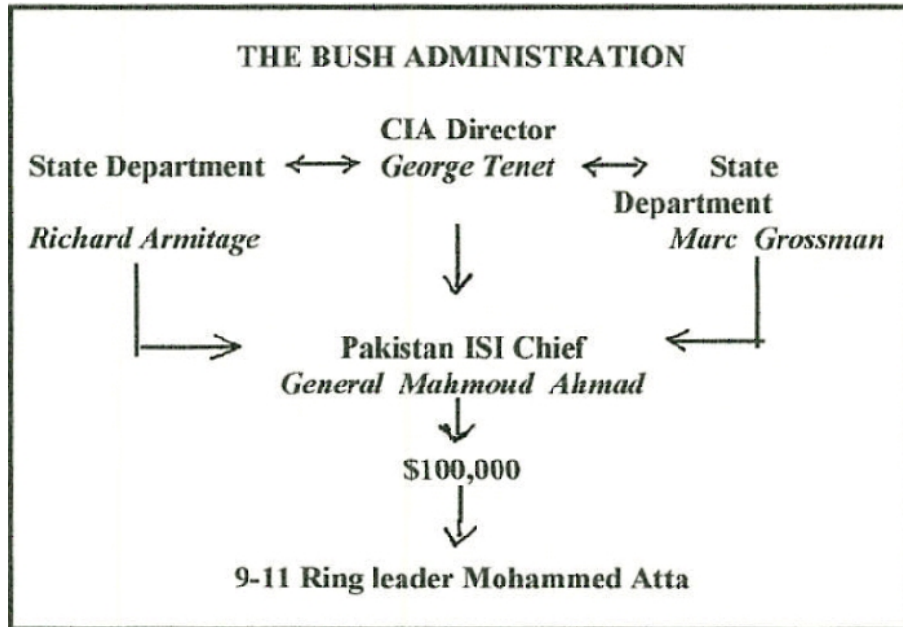 THE BUSH ADMINISTRATION
CIA Director
State Department
George Tenet
State
Department
Richard Armitage
Marc Grossman
Pakistan ISI Chief
General Mahmoud Ahmad
$100,000
9-11 Ring leader Mohammed Atta